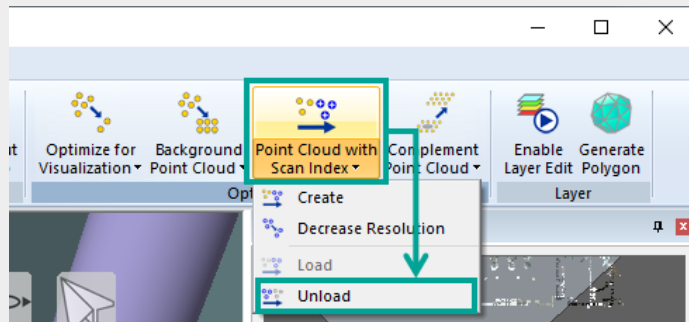 Optimize for
Visualization
Background
Point Cloud
Point Cloud with
Scan Index
Complement
Point Cloud
Enable
Layer Edit
Generate
Polygon
Layer
Create
Decrease Resolution
Load
Unload